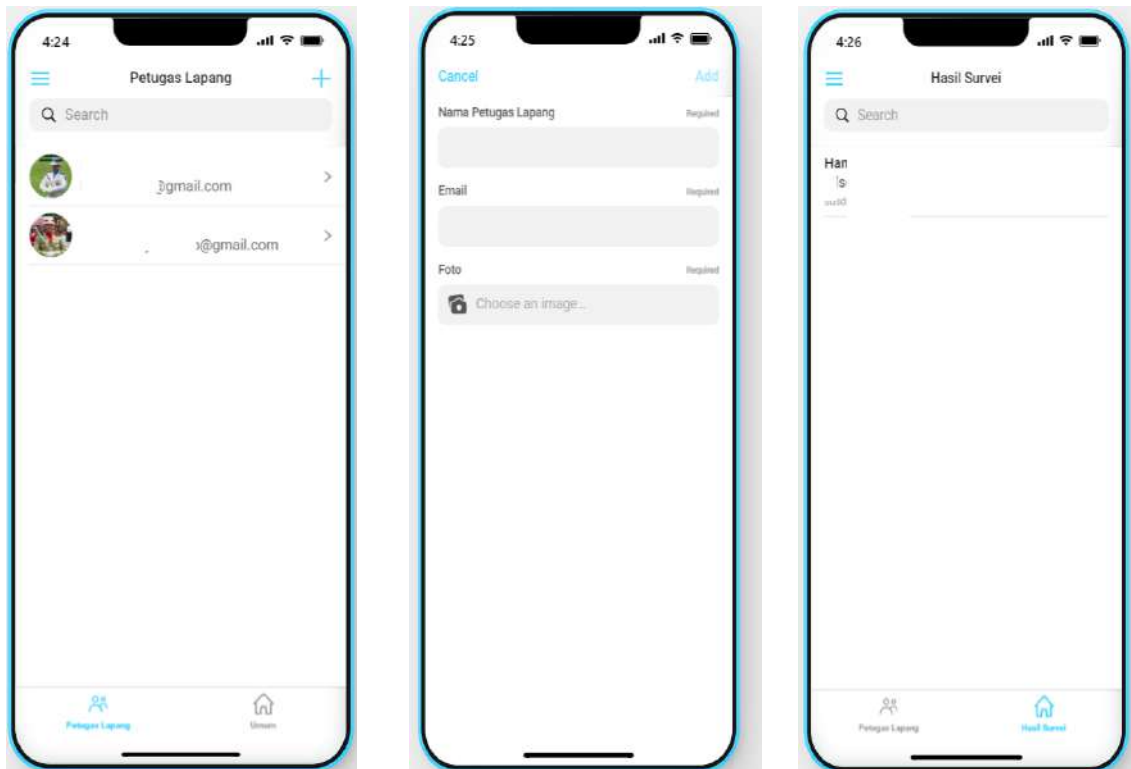 4:24
Petugas Lapang
Search
@gmail.com
@gmail.com
Petugas Lapang
Umum
4:25
Cancel
Add
Nama Petugas Lapang
Required
Email
Required
Foto
Required
Choose an image...
4:26
Hasil Survei
Search
Petugas Lapang
Hasil Survei